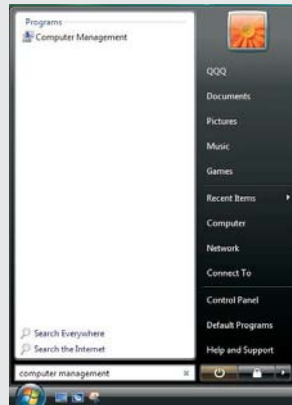 Programs
Computer Management
Search Everywhere
Search the Internet
computer management
QQQ
Documents
Pictures
Music
Games
Recent Items
Computer
Network
Connect To
Control Panel
Default Programs
Help and Support